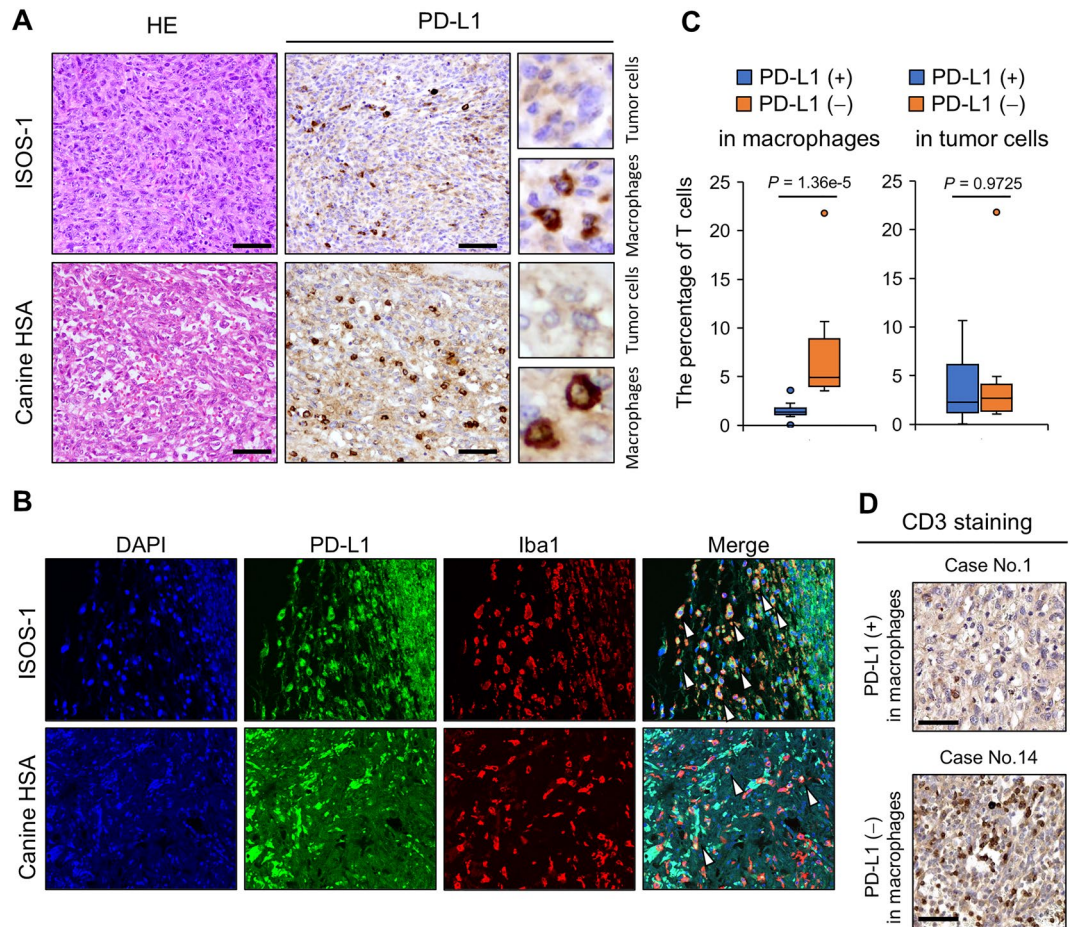 A
HE
PD-L1
ISOS-1
Tumor cells
Macrophages
Canine HSA
Tumor cells
Macrophages
C
PD-L1 (+)
PD-L1 (−)
in macrophages
PD-L1 (+)
PD-L1 (−)
in tumor cells
The percentage of T cells
25
20
15
10
5
0
P = 1.36e-5
25
20
15
10
5
0
P = 0.9725
B
DAPI
PD-L1
Iba1
Merge
ISOS-1
Canine HSA
D
CD3 staining
Case No.1
PD-L1 (+)
in macrophages
Case No.14
PD-L1 (−)
in macrophages